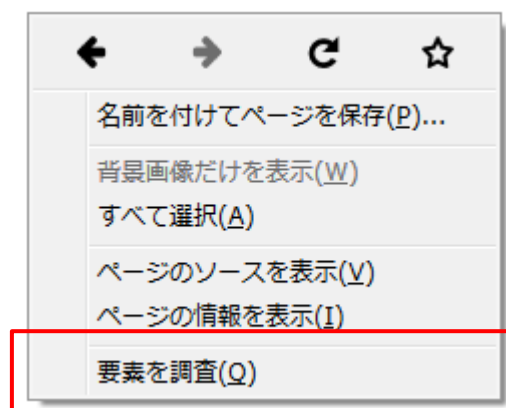 名前を付けてページを保存(P)...
背景画像だけを表示(W)
すべて選択(A)
ページのソースを表示(V)
ページの情報を表示(I)
要素を調査(Q)